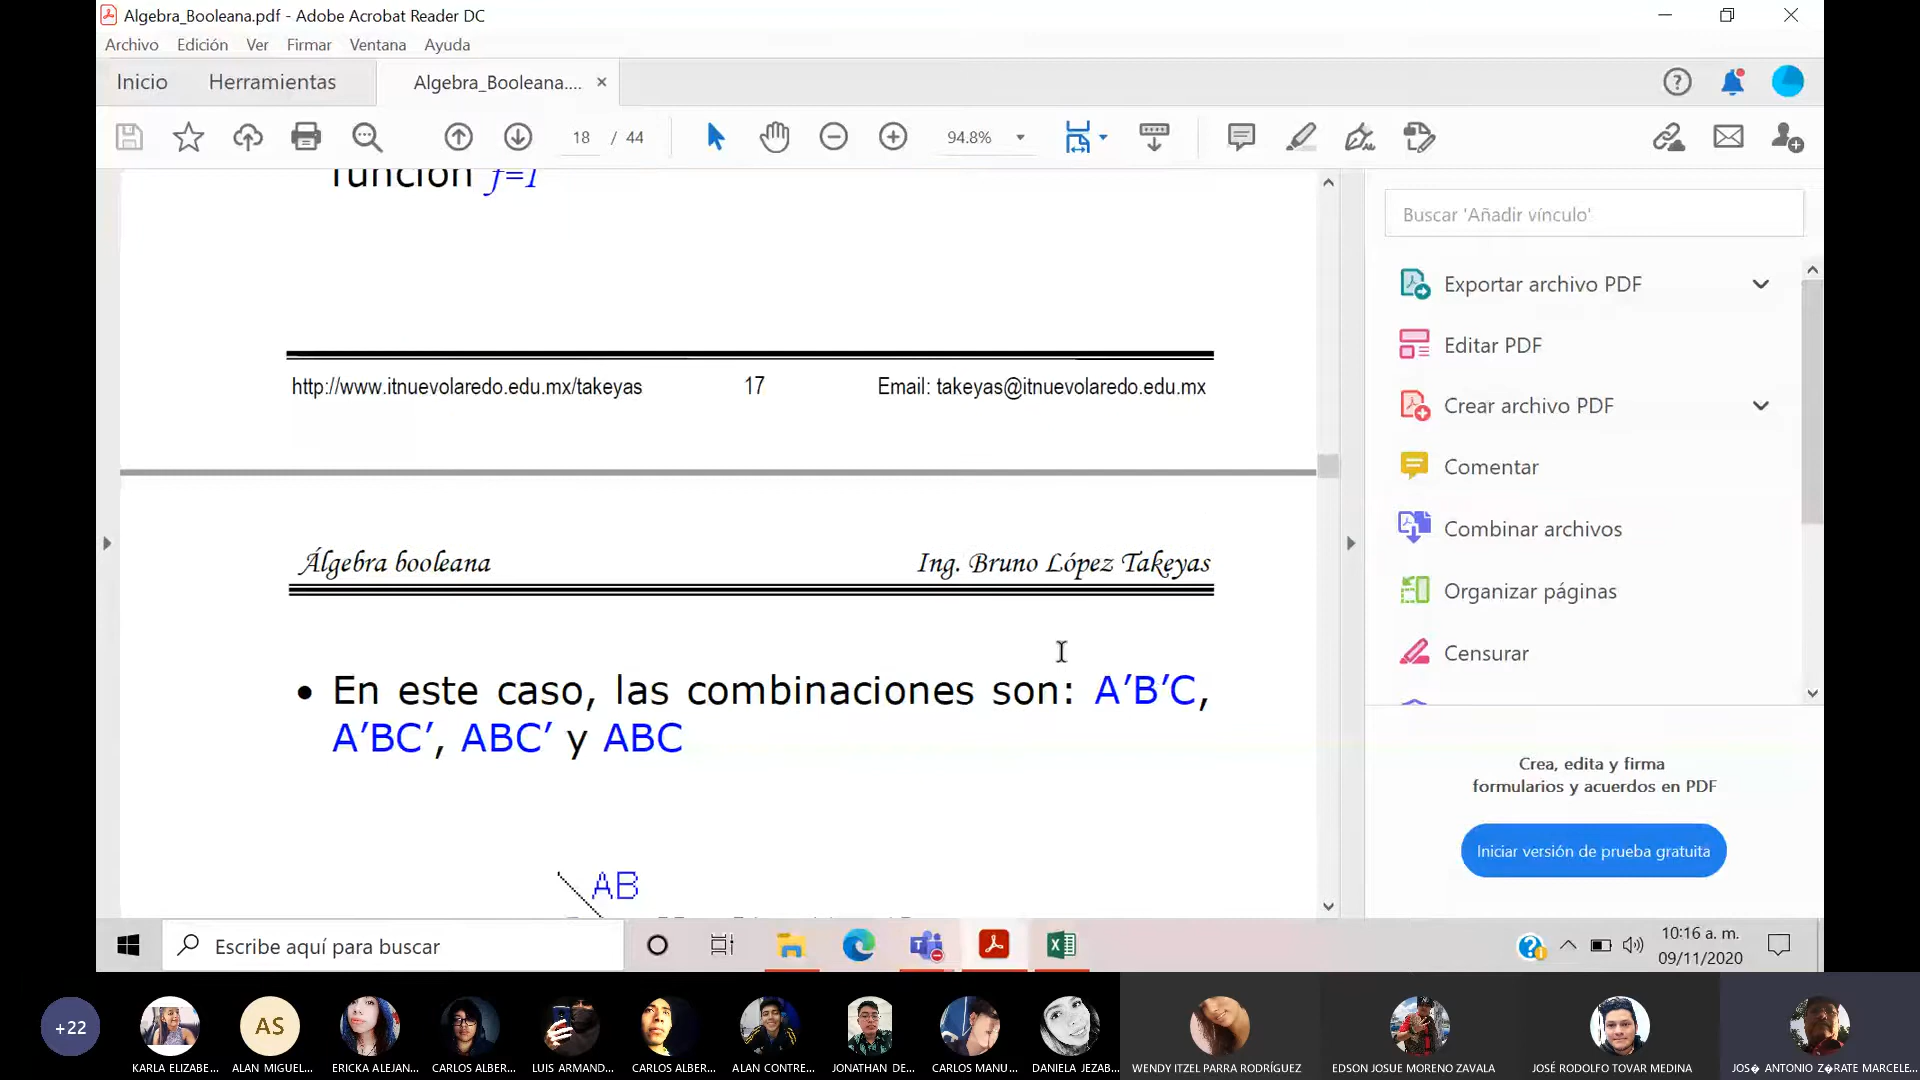 Algebra_Booleana.pdf - Adobe Acrobat Reader DC
Archivo Edición Ver Firmar Ventana Ayuda
Inicio Herramientas Algebra_Booleana.... ×
18 / 44 94.8%
función f=1
http://www.itnuevolaredo.edu.mx/takeyas 17 Email: takeyas@itnuevolaredo.edu.mx
Álgebra booleana Ing. Bruno López Takeyas
• En este caso, las combinaciones son: A’B’C,
A’BC’, ABC’ y ABC
AB
Buscar 'Añadir vínculo'
Exportar archivo PDF
Editar PDF
Crear archivo PDF
Comentar
Combinar archivos
Organizar páginas
Censurar
Crea, edita y firma
formularios y acuerdos en PDF
Iniciar versión de prueba gratuita
Escribe aquí para buscar
10:16 a. m.
09/11/2020
+22 AS
KARLA ELIZABE... ALAN MIGUEL... ERICKA ALEJAN... CARLOS ALBER... LUIS ARMAND... CARLOS ALBER... ALAN CONTRE... JONATHAN DE... CARLOS MANU... DANIELA JEZAB... WENDY ITZEL PARRA RODRÍGUEZ EDSON JOSUE MORENO ZAVALA JOSÉ RODOLFO TOVAR MEDINA JOS� ANTONIO Z�RATE MARCELE...